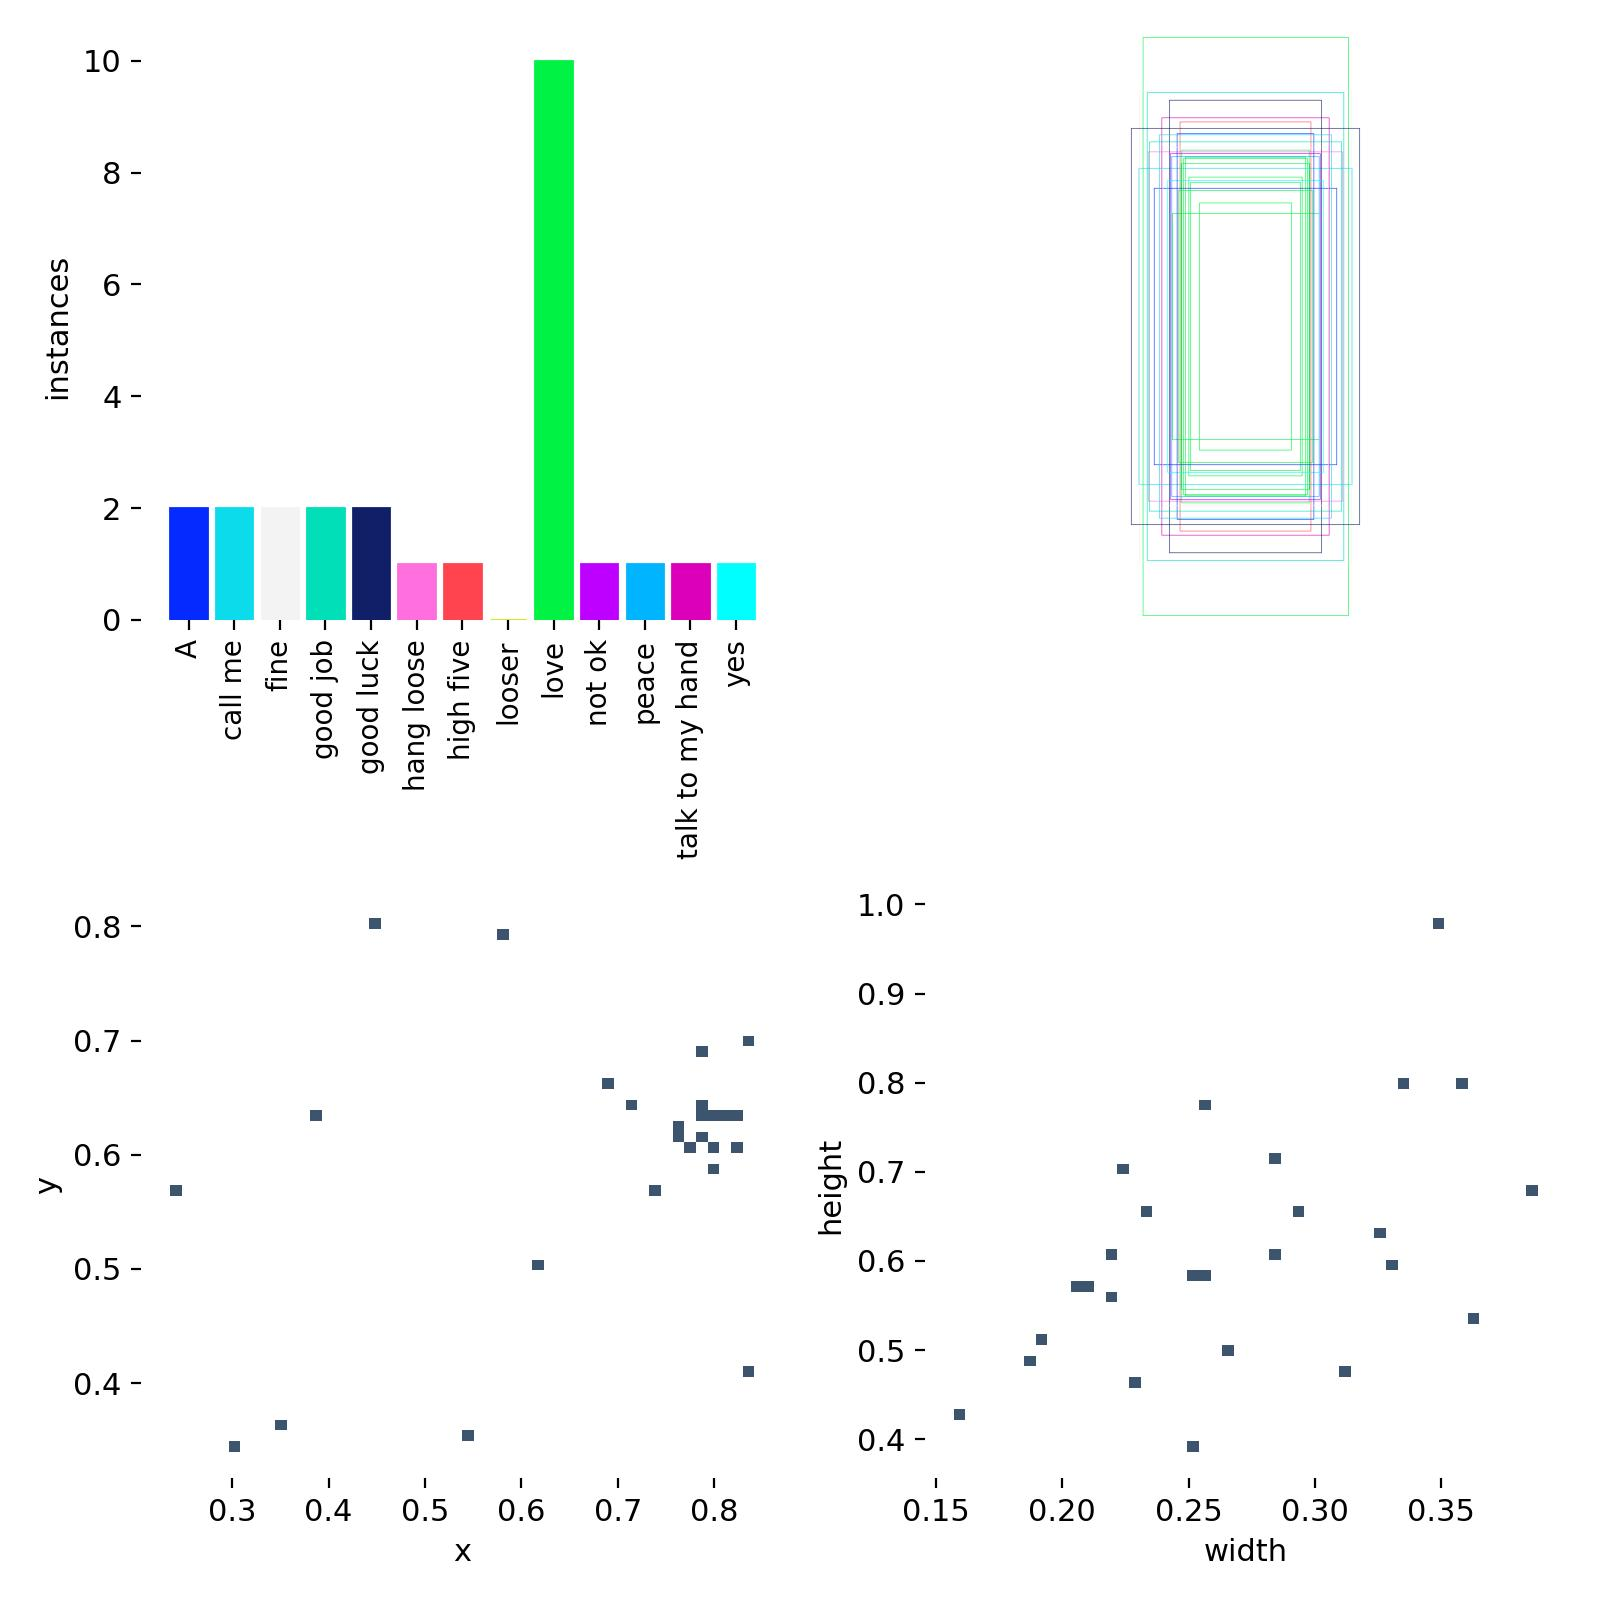 instances
10
8
6
4
2
0
A
call me
fine
good job
good luck
hang loose
high five
looser
love
not ok
peace
talk to my hand
yes
y
0.8
0.7
0.6
0.5
0.4
0.3 0.4 0.5 0.6 0.7 0.8
x
height
1.0
0.9
0.8
0.7
0.6
0.5
0.4
0.15 0.20 0.25 0.30 0.35
width